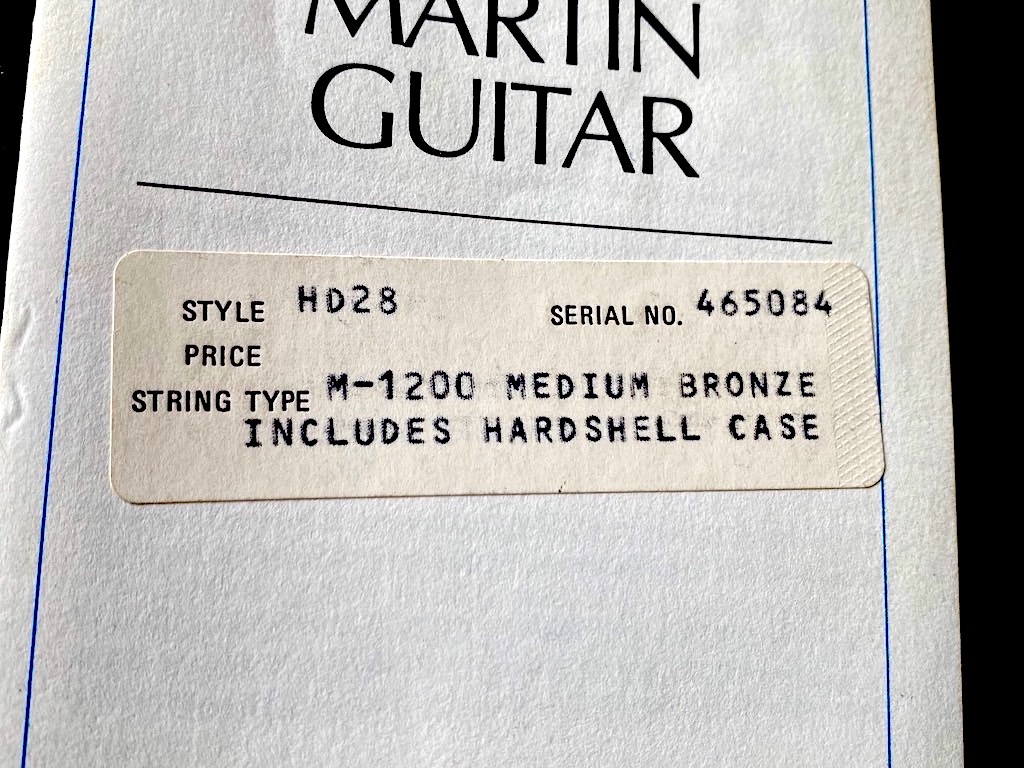 MARTIN
GUITAR
STYLE HD28 SERIAL NO. 465084
PRICE
STRING TYPE M-1200 MEDIUM BRONZE
INCLUDES HARDSHELL CASE